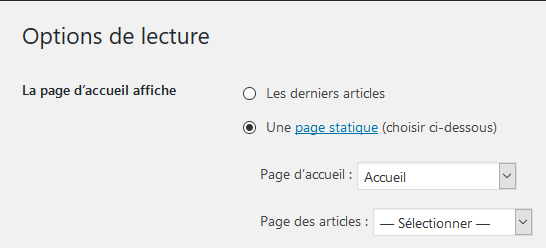 Options de lecture
La page d’accueil affiche
Les derniers articles
Une page statique (choisir ci-dessous)
Page d’accueil : Accueil
Page des articles : — Sélectionner —